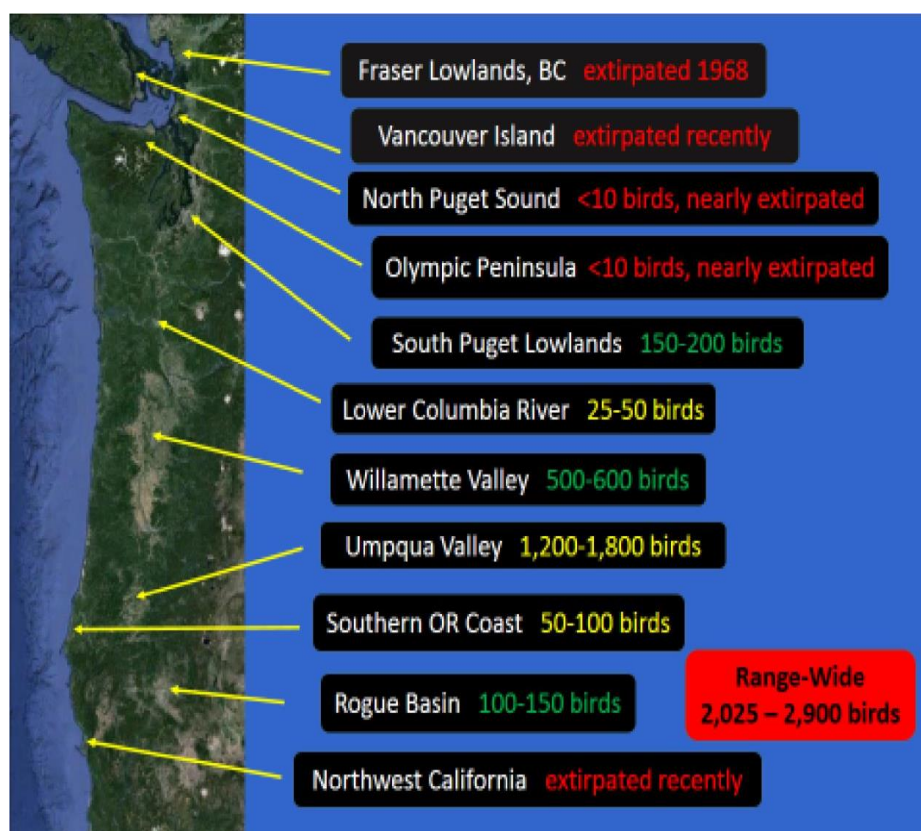 Fraser Lowlands, BC extirpated 1968
Vancouver Island extirpated recently
North Puget Sound <10 birds, nearly extirpated
Olympic Peninsula <10 birds, nearly extirpated
South Puget Lowlands 150-200 birds
Lower Columbia River 25-50 birds
Willamette Valley 500-600 birds
Umpqua Valley 1,200-1,800 birds
Southern OR Coast 50-100 birds
Range-Wide
2,025 – 2,900 birds
Rogue Basin 100-150 birds
Northwest California extirpated recently